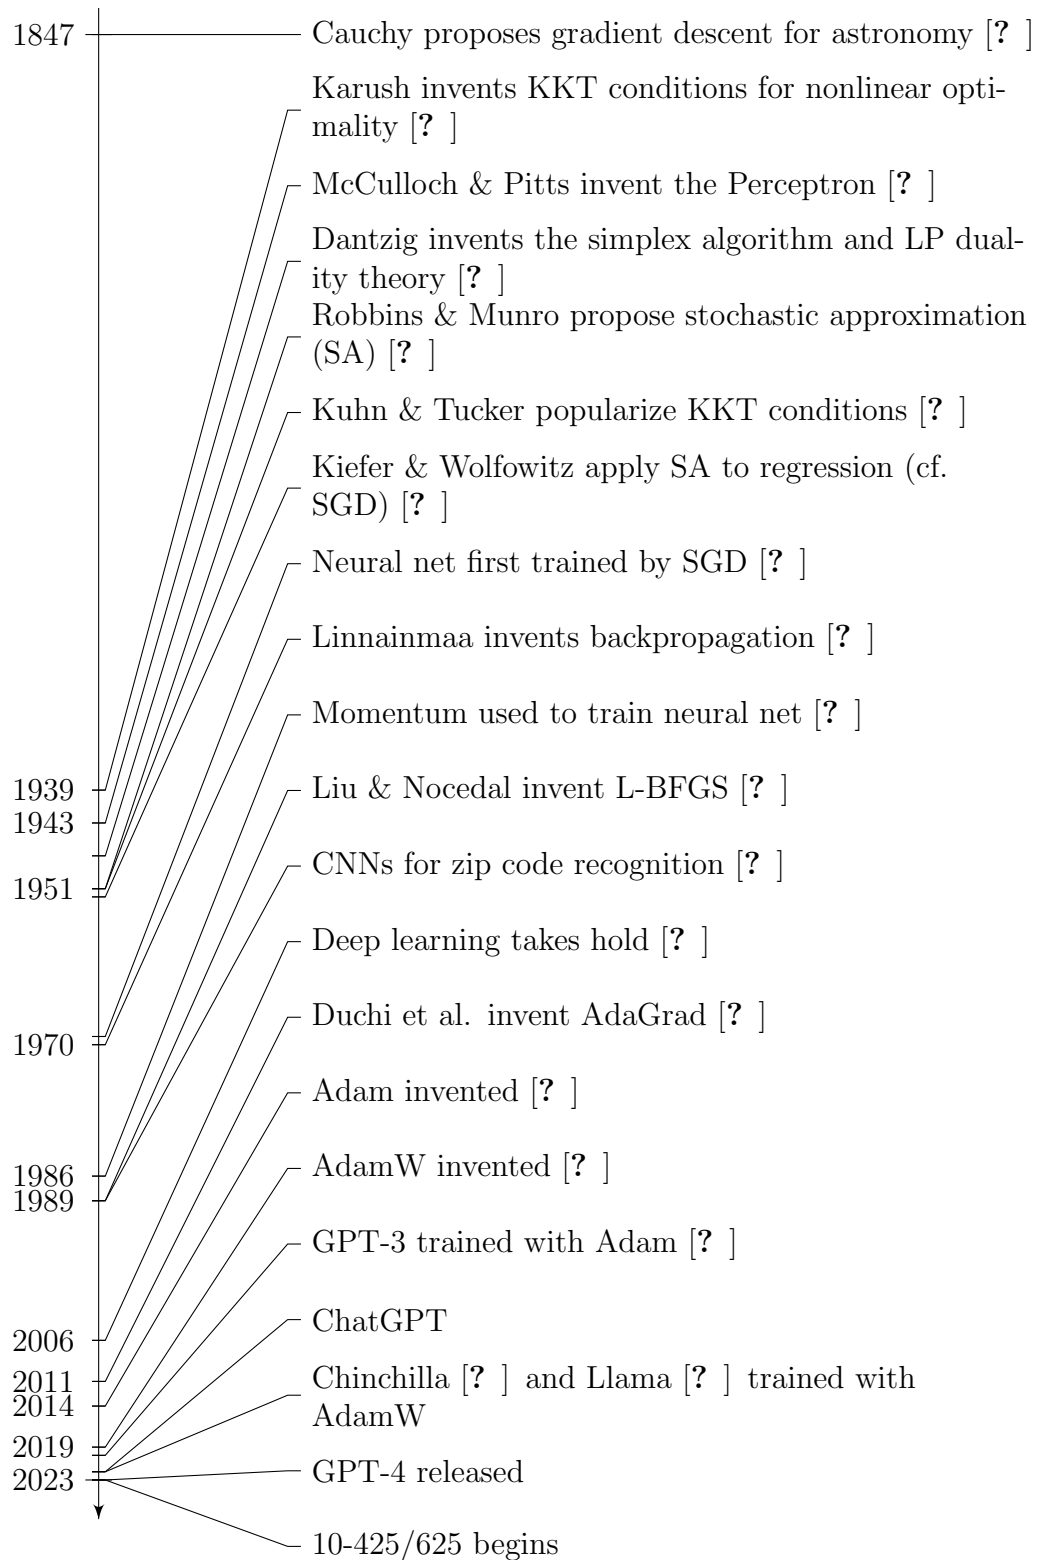 1847
Cauchy proposes gradient descent for astronomy [? ]
Karush invents KKT conditions for nonlinear opti-
mality [? ]
McCulloch & Pitts invent the Perceptron [? ]
Dantzig invents the simplex algorithm and LP dual-
ity theory [? ]
Robbins & Munro propose stochastic approximation
(SA) [? ]
Kuhn & Tucker popularize KKT conditions [? ]
Kiefer & Wolfowitz apply SA to regression (cf.
SGD) [? ]
Neural net first trained by SGD [? ]
Linnainmaa invents backpropagation [? ]
Momentum used to train neural net [? ]
1939
Liu & Nocedal invent L-BFGS [? ]
1943
CNNs for zip code recognition [? ]
1951
Deep learning takes hold [? ]
Duchi et al. invent AdaGrad [? ]
1970
Adam invented [? ]
AdamW invented [? ]
1986
1989
GPT-3 trained with Adam [? ]
ChatGPT
2006
2011
Chinchilla [? ] and Llama [? ] trained with
AdamW
2014
2019
GPT-4 released
2023
10-425/625 begins